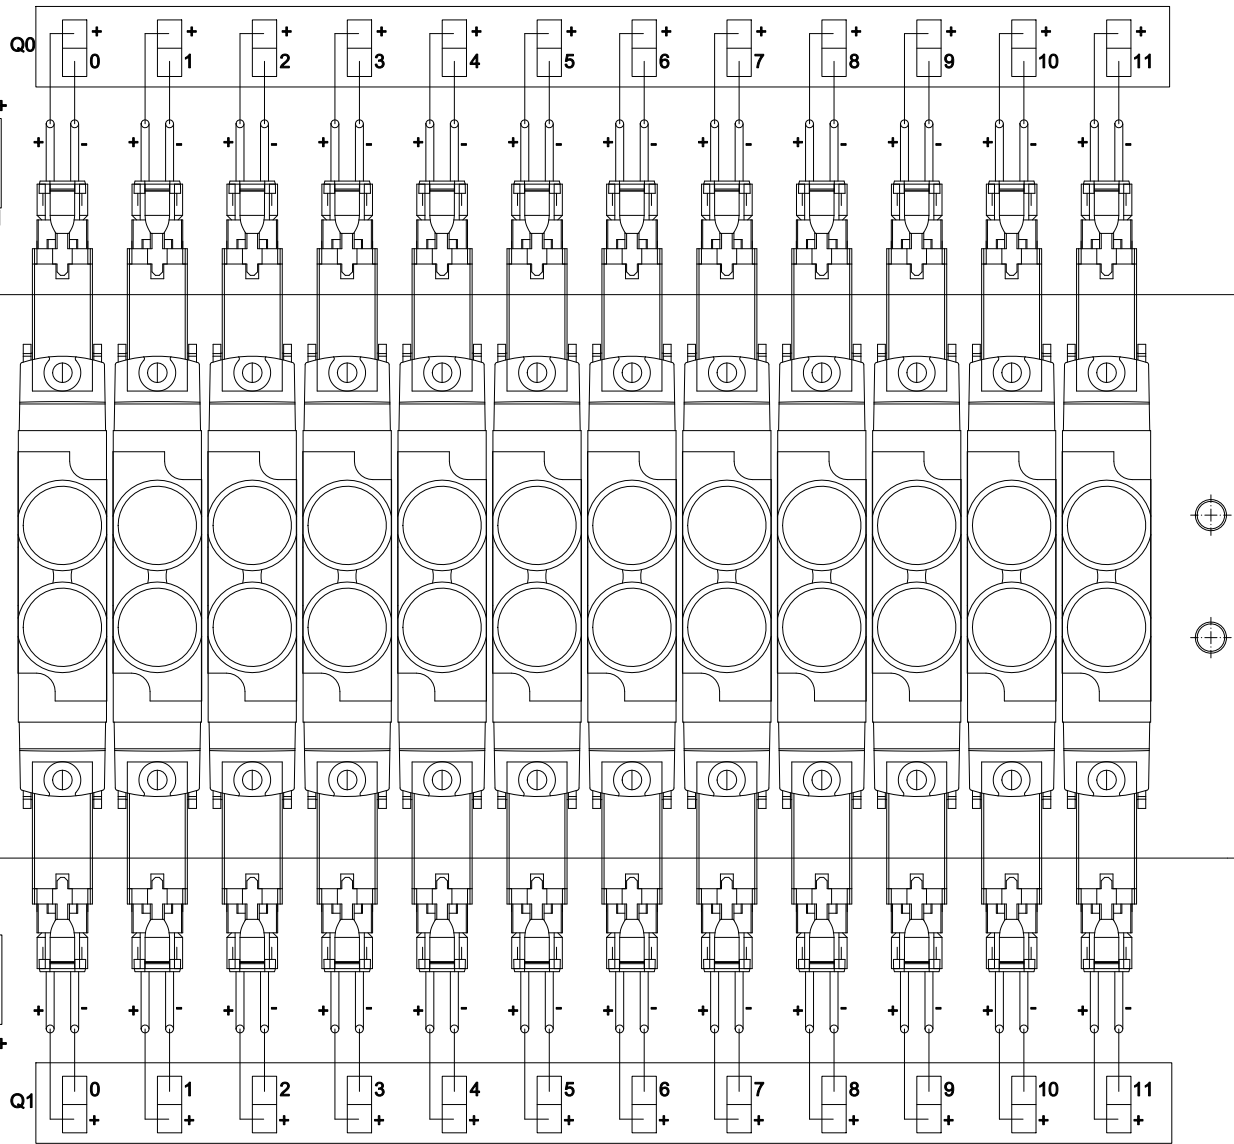 + + + + + + + + + + + +
Q0 0 1 2 3 4 5 6 7 8 9 10 11
+
+ - + - + - + - + - + - + - + - + - + - + - + -
+ - + - + - + - + - + - + - + - + - + - + - + -
+
Q1 0 1 2 3 4 5 6 7 8 9 10 11
+ + + + + + + + + + + +